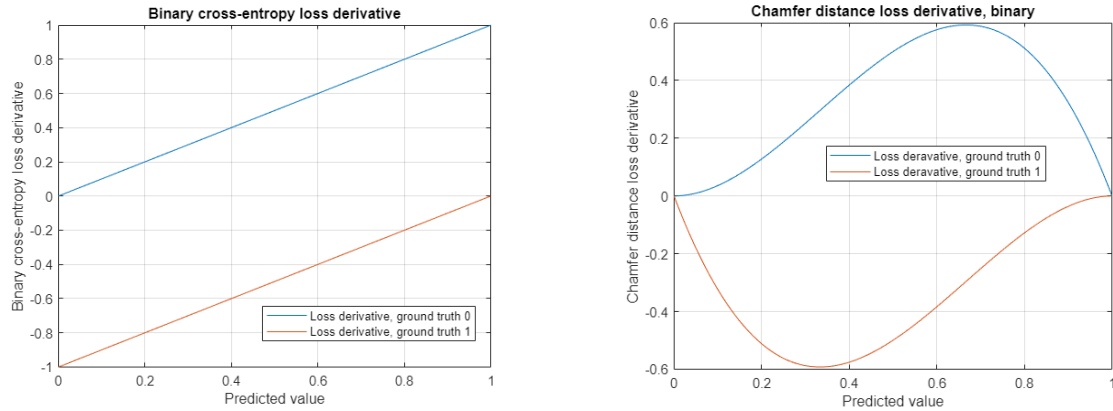 Binary cross-entropy loss derivative
Binary cross-entropy loss derivative
1
0.8
0.6
0.4
0.2
0
-0.2
-0.4
-0.6
-0.8
-1
Loss derivative, ground truth 0
Loss derivative, ground truth 1
0 0.2 0.4 0.6 0.8 1
Predicted value
Chamfer distance loss derivative, binary
Chamfer distance loss derivative
0.6
0.4
0.2
0
-0.2
-0.4
-0.6
Loss deravative, ground truth 0
Loss deravative, ground truth 1
0 0.2 0.4 0.6 0.8 1
Predicted value